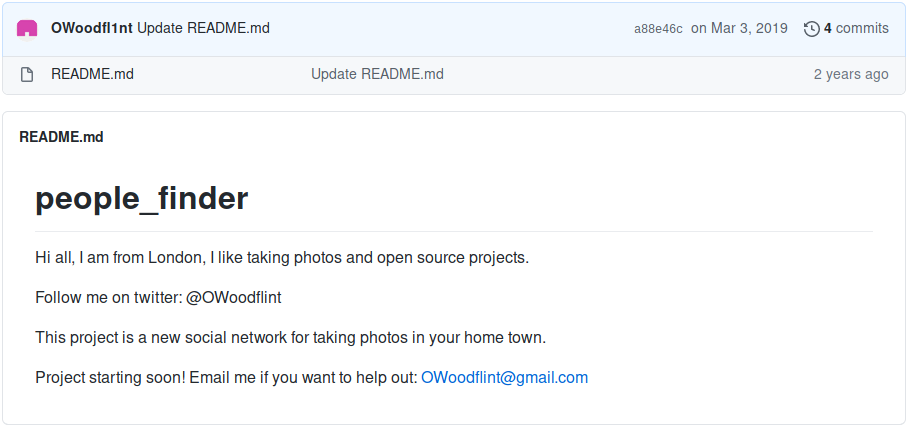 OWoodfl1nt Update README.md a88e46c on Mar 3, 2019 4 commits
README.md Update README.md 2 years ago
README.md
people_finder
Hi all, I am from London, I like taking photos and open source projects.
Follow me on twitter: @OWoodflint
This project is a new social network for taking photos in your home town.
Project starting soon! Email me if you want to help out: OWoodflint@gmail.com